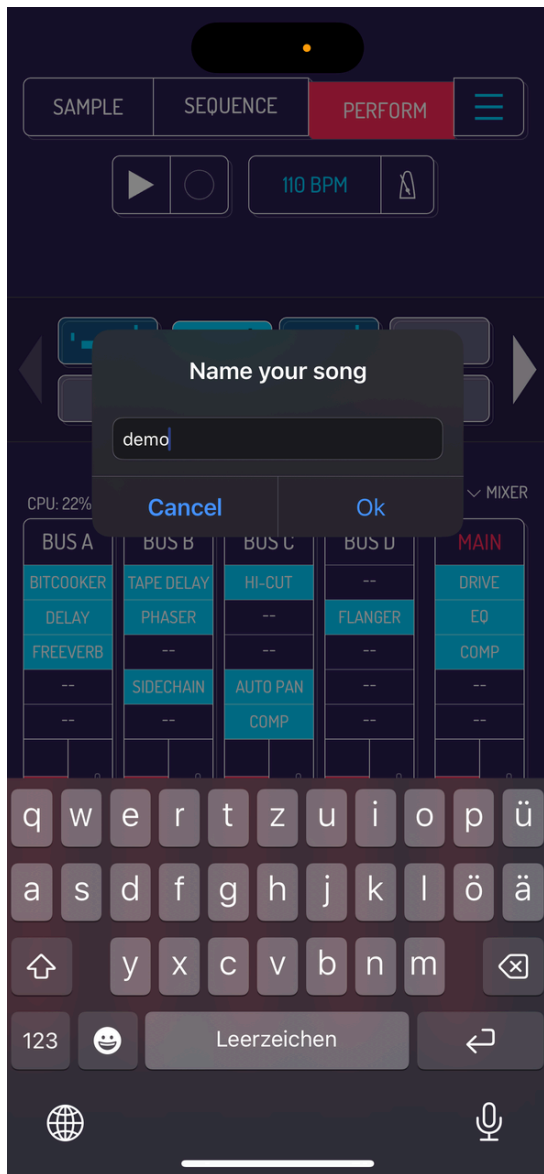 SAMPLE SEQUENCE PERFORM
110 BPM
Name your song
demo
Cancel Ok
CPU: 22% MIXER
BUS A BUS B BUS C BUS D MAIN
BITCOOKER TAPE DELAY HI-CUT -- DRIVE
DELAY PHASER -- FLANGER EQ
FREEVERB -- -- -- COMP
-- SIDECHAIN AUTO PAN -- --
-- -- COMP -- --
q w e r t z u i o p ü
a s d f g h j k l ö ä
y x c v b n m
123 Leerzeichen